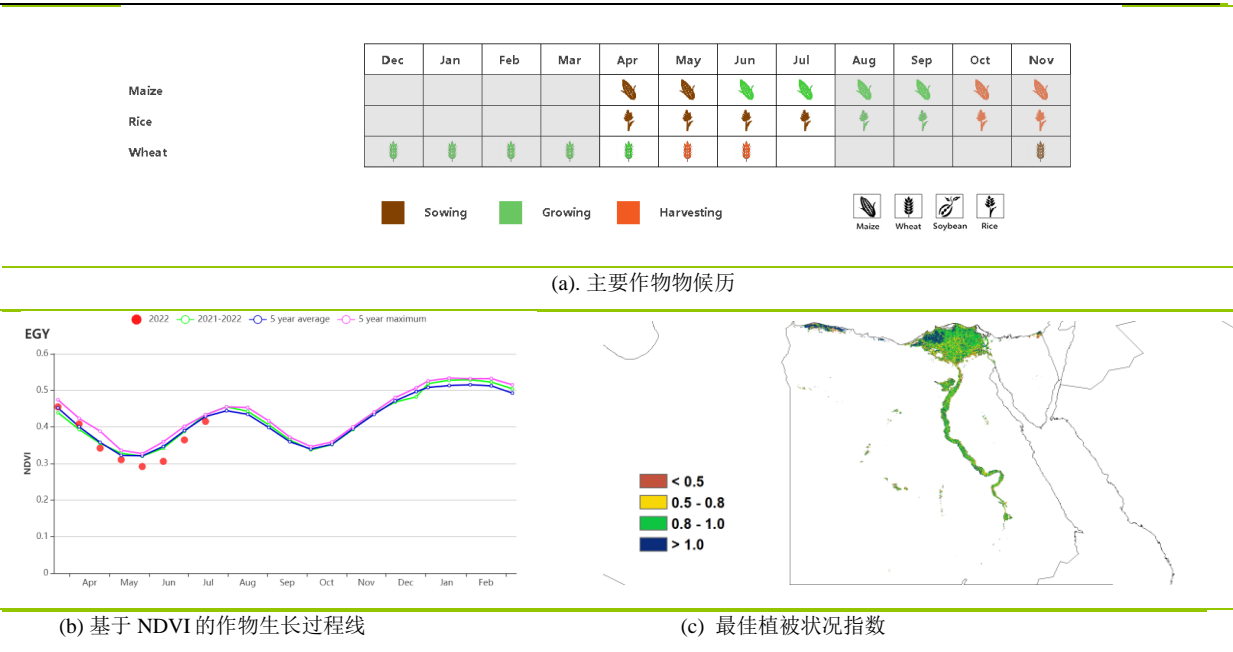 Dec Jan Feb Mar Apr May Jun Jul Aug Sep Oct Nov
Maize
Rice
Wheat
Sowing Growing Harvesting
Maize Wheat Soybean Rice
(a). 主要作物物候历
2022 2021-2022 5 year average 5 year maximum
EGY
0.6
0.5
0.4
0.3
0.2
0.1
0
NDVI
Apr May Jun Jul Aug Sep Oct Nov Dec Jan Feb
< 0.5
0.5 - 0.8
0.8 - 1.0
> 1.0
(b) 基于 NDVI 的作物生长过程线
(c) 最佳植被状况指数